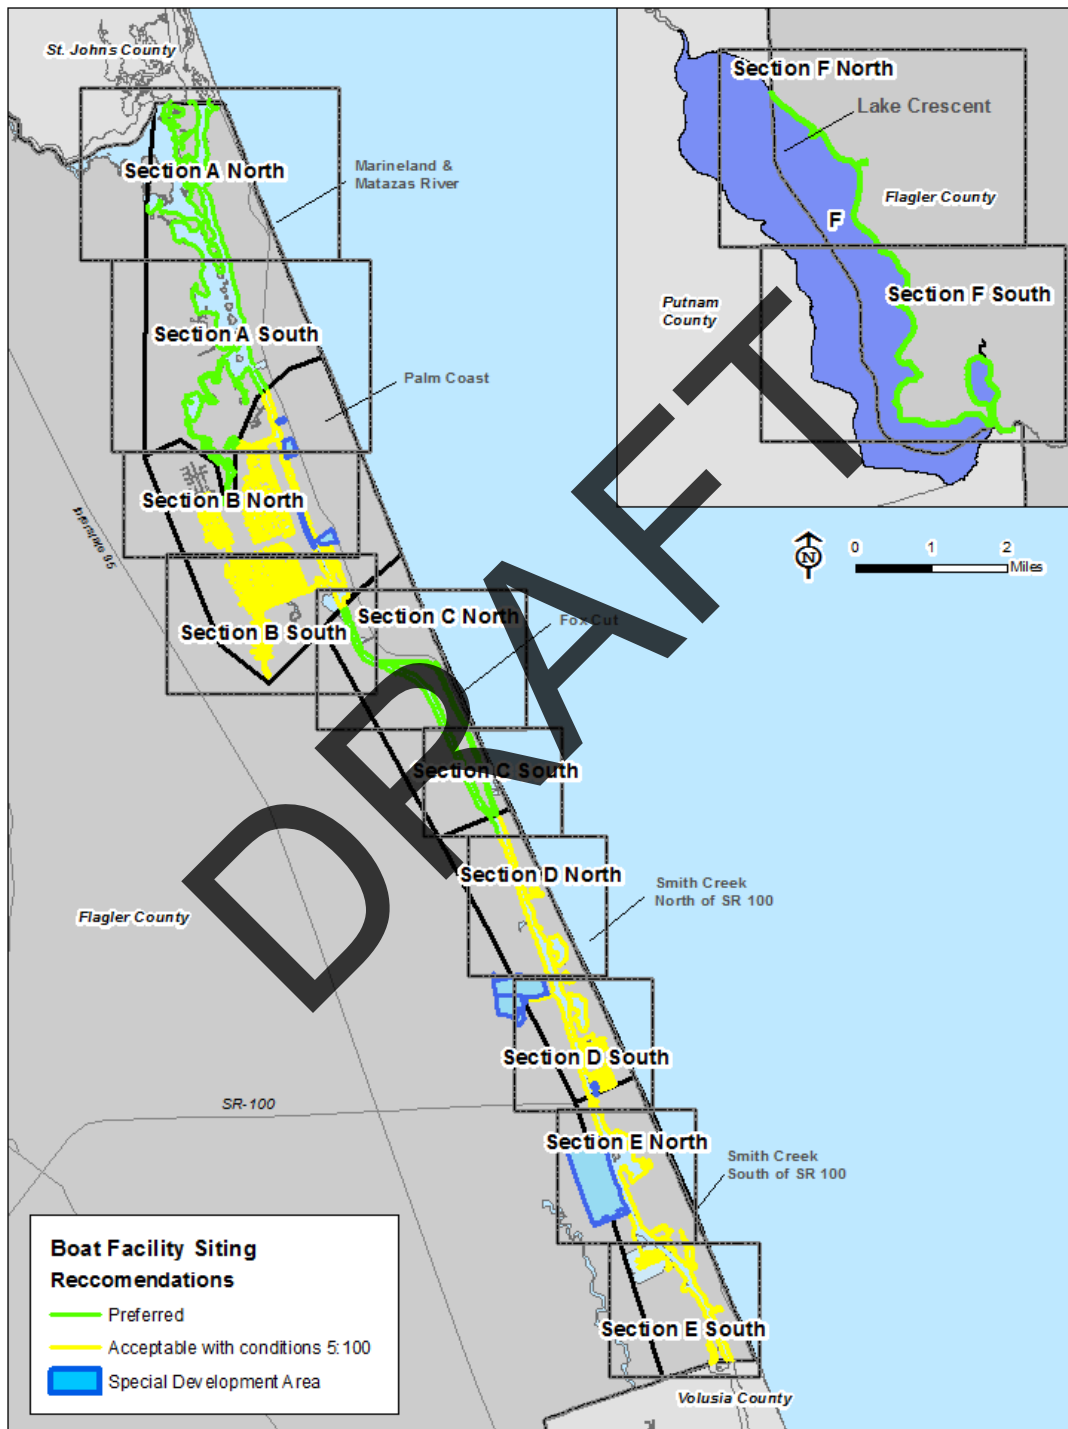 St. Johns County
Section A North
Marineland &
Matazas River
Section A South
Palm Coast
Section B North
Interstate 95
Section B South
Section C North
Fox Cut
Section C South
Section D North
Smith Creek
North of SR 100
Flagler County
Section D South
SR-100
Section E North
Smith Creek
South of SR 100
Section E South
Volusia County
Section F North
Lake Crescent
Flagler County
F
Section F South
Putnam
County
N
0 1 2
Miles
DRAFT
Boat Facility Siting
Reccomendations
Preferred
Acceptable with conditions 5:100
Special Development Area